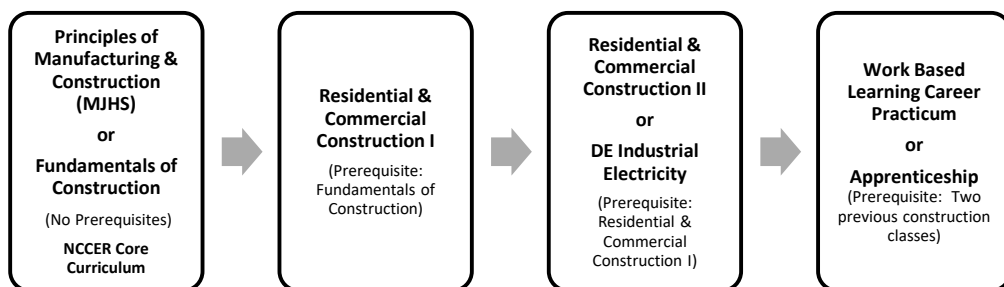 Principles of
Manufacturing &
Construction
(MJHS)
or
Fundamentals of
Construction
(No Prerequisites)
NCCER Core
Curriculum
Residential &
Commercial
Construction I
(Prerequisite:
Fundamentals of
Construction)
Residential &
Commercial
Construction II
or
DE Industrial
Electricity
(Prerequisite:
Residential &
Commercial
Construction I)
Work Based
Learning Career
Practicum
or
Apprenticeship
(Prerequisite: Two
previous construction
classes)